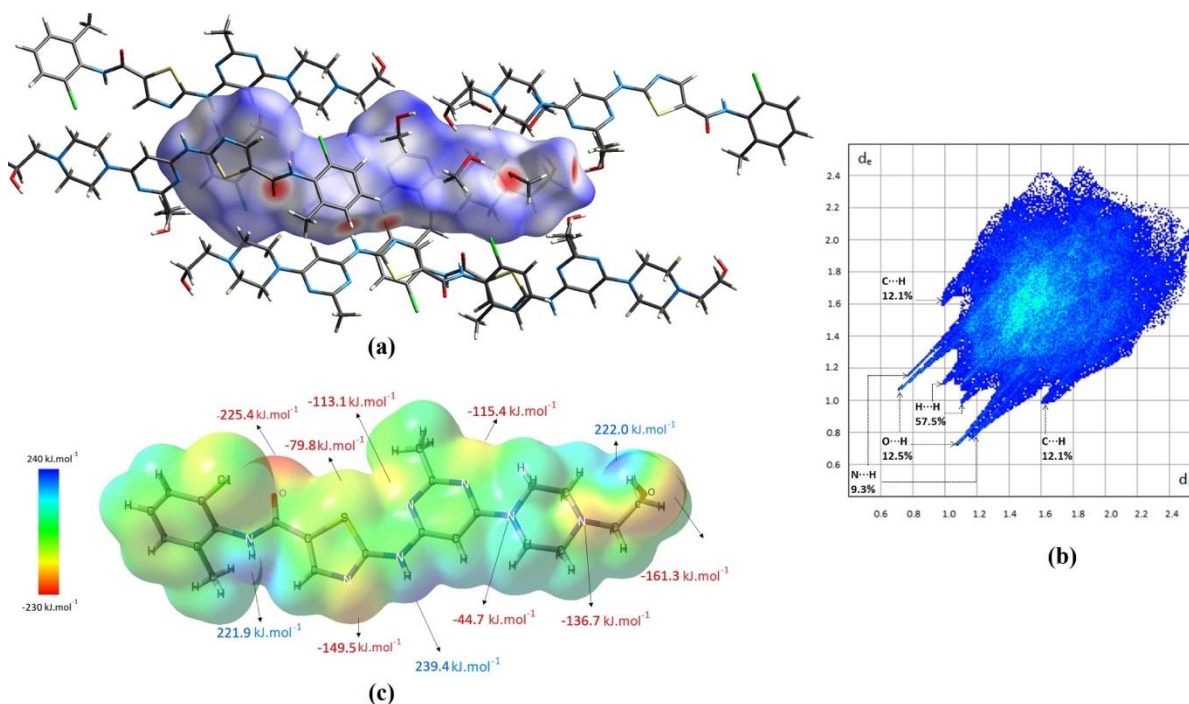 (a)
dₑ
2.4
2.2
2.0
1.8
1.6
1.4
1.2
1.0
0.8
0.6
C···H
12.1%
H···H
57.5%
O···H
12.5%
N···H
9.3%
C···H
12.1%
d
0.6 0.8 1.0 1.2 1.4 1.6 1.8 2.0 2.2 2.4
(b)
240 kJ.mol⁻¹
-230 kJ.mol⁻¹
-225.4 kJ.mol⁻¹
-113.1 kJ.mol⁻¹
-79.8 kJ.mol⁻¹
-115.4 kJ.mol⁻¹
222.0 kJ.mol⁻¹
-161.3 kJ.mol⁻¹
-136.7 kJ.mol⁻¹
-44.7 kJ.mol⁻¹
239.4 kJ.mol⁻¹
-149.5 kJ.mol⁻¹
221.9 kJ.mol⁻¹
(c)